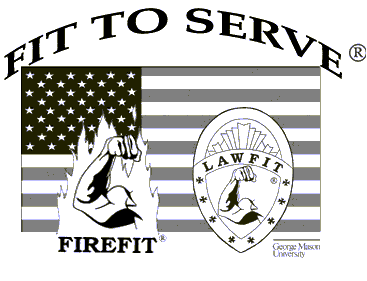 FIT TO SERVE®
LAWFIT
®
FIREFIT®
George Mason
University